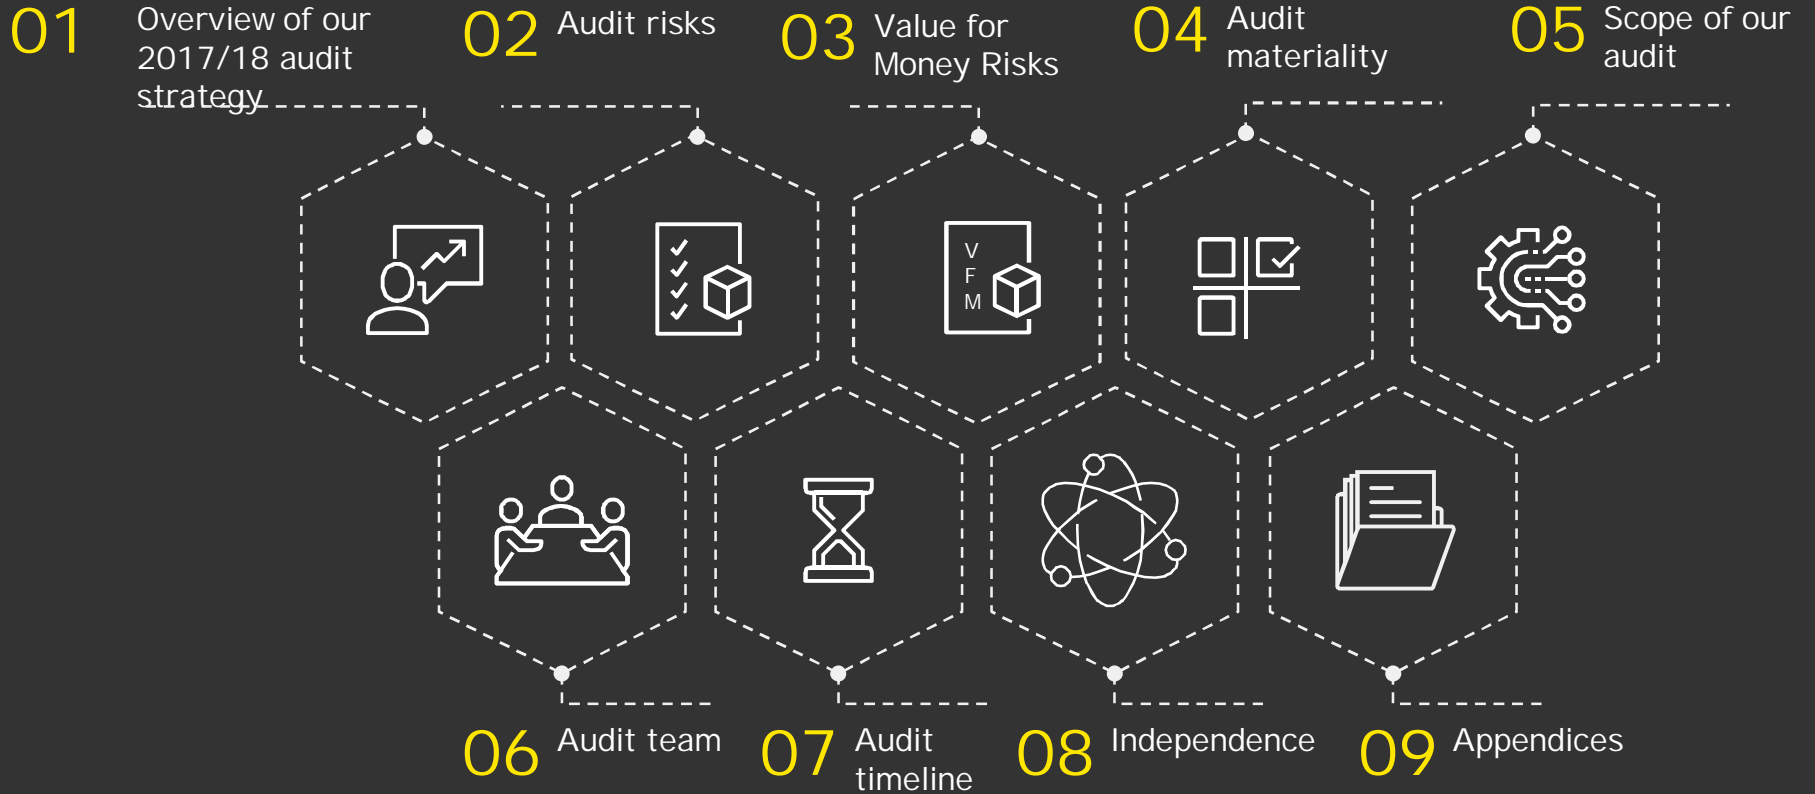 01
Overview of our
2017/18 audit
strategy
02
Audit risks
03
Value for
Money Risks
04
Audit
materiality
05
Scope of our
audit
V
F
M
06
Audit team
07
Audit
timeline
08
Independence
09
Appendices